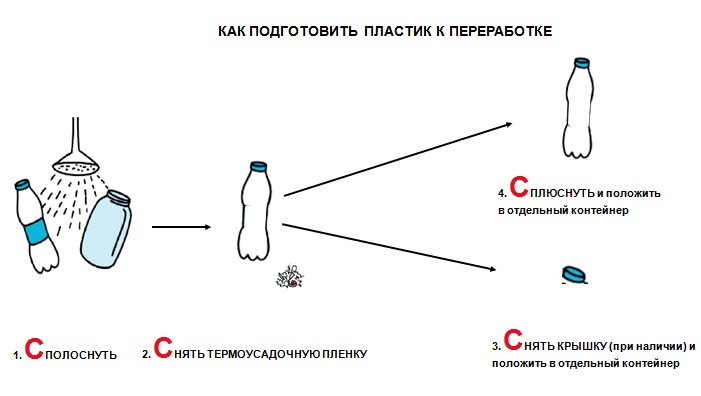 КАК ПОДГОТОВИТЬ ПЛАСТИК К ПЕРЕРАБОТКЕ
4. СПЛЮСНУТЬ и положить
в отдельный контейнер
1. СПОЛОСНУТЬ
2. СНЯТЬ ТЕРМОУСАДОЧНУЮ ПЛЕНКУ
3. СНЯТЬ КРЫШКУ (при наличии) и
положить в отдельный контейнер